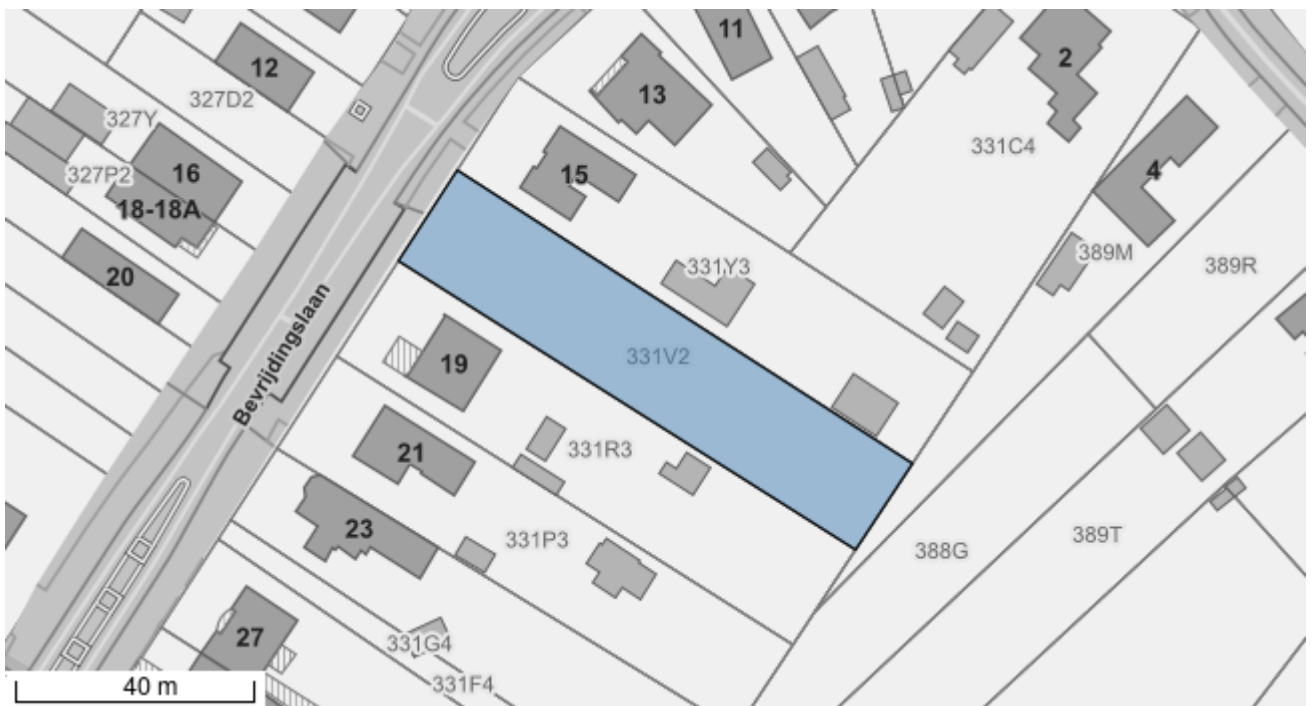 11
2
12
13
327D2
327Y
331C4
16
15
4
327P2
18-18A
389M
389R
331Y3
20
Bevrijdingslaan
331V2
19
21
331R3
23
331P3
388G
389T
27
331G4
331F4
40 m